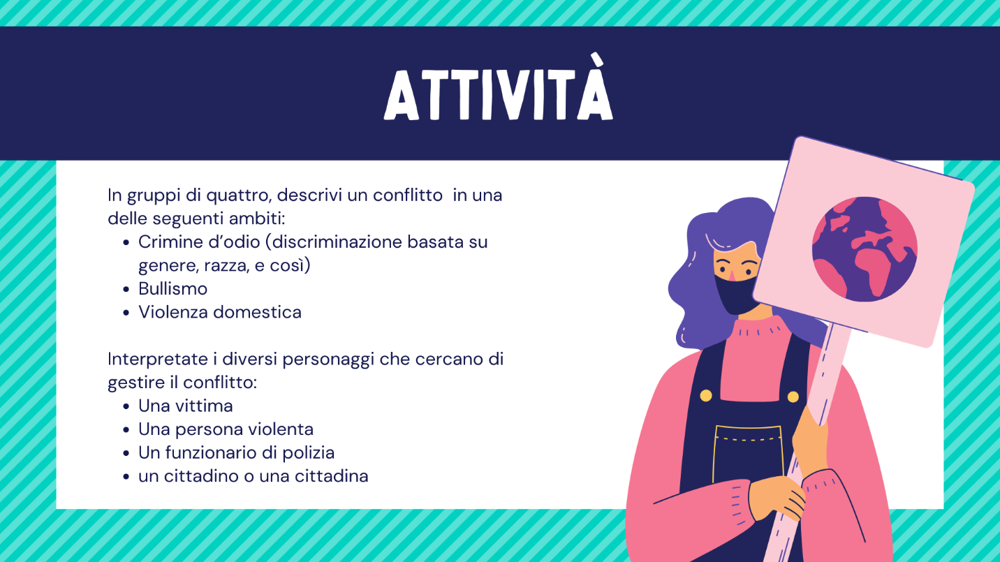 ATTIVITÀ
In gruppi di quattro, descrivi un conflitto  in una
delle seguenti ambiti:
• Crimine d'odio (discriminazione basata su
genere, razza, e così)
• Bullismo
• Violenza domestica
Interpretate i diversi personaggi che cercano di
gestire il conflitto:
• Una vittima
• Una persona violenta
• Un funzionario di polizia
• un cittadino o una cittadina